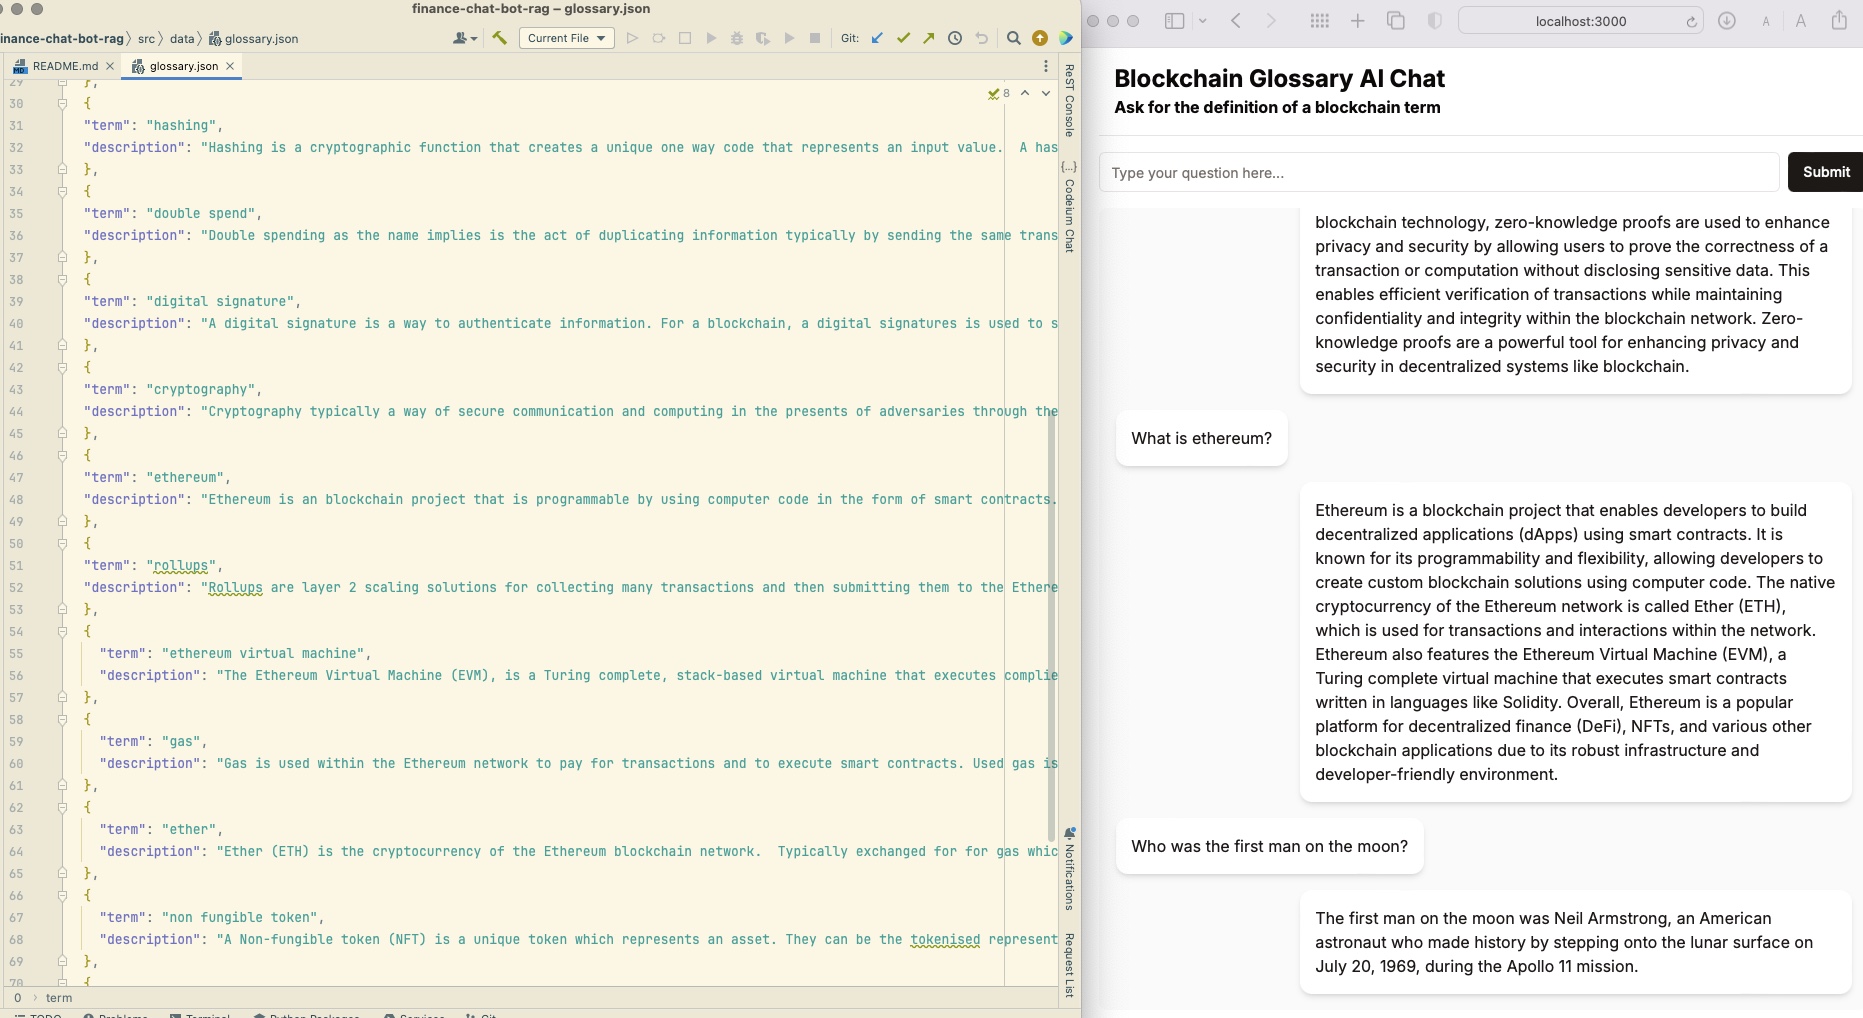 finance-chat-bot-rag – glossary.json
inance-chat-bot-rag 〉 src 〉 data 〉 glossary.json
Current File
Git:
README.md
glossary.json
8
29 },
30 {
31 "term": "hashing",
32 "description": "Hashing is a cryptographic function that creates a unique one way code that represents an input value.  A has
33 },
34 {
35 "term": "double spend",
36 "description": "Double spending as the name implies is the act of duplicating information typically by sending the same trans
37 },
38 {
39 "term": "digital signature",
40 "description": "A digital signature is a way to authenticate information. For a blockchain, a digital signatures is used to s
41 },
42 {
43 "term": "cryptography",
44 "description": "Cryptography typically a way of secure communication and computing in the presents of adversaries through the
45 },
46 {
47 "term": "ethereum",
48 "description": "Ethereum is an blockchain project that is programmable by using computer code in the form of smart contracts.
49 },
50 {
51 "term": "rollups",
52 "description": "Rollups are layer 2 scaling solutions for collecting many transactions and then submitting them to the Ethere
53 },
54 {
55 "term": "ethereum virtual machine",
56 "description": "The Ethereum Virtual Machine (EVM), is a Turing complete, stack-based virtual machine that executes complie
57 },
58 {
59 "term": "gas",
60 "description": "Gas is used within the Ethereum network to pay for transactions and to execute smart contracts. Used gas is
61 },
62 {
63 "term": "ether",
64 "description": "Ether (ETH) is the cryptocurrency of the Ethereum blockchain network.  Typically exchanged for for gas whic
65 },
66 {
67 "term": "non fungible token",
68 "description": "A Non-fungible token (NFT) is a unique token which represents an asset. They can be the tokenised represent
69 },
70 {
0 › term
TODO
Problems
Terminal
Python Packages
Services
Git
ReST Console
{...}
Codeium Chat
Notifications
Request List
localhost:3000
A
A
Blockchain Glossary AI Chat
Ask for the definition of a blockchain term
Type your question here...
Submit
blockchain technology, zero-knowledge proofs are used to enhance
privacy and security by allowing users to prove the correctness of a
transaction or computation without disclosing sensitive data. This
enables efficient verification of transactions while maintaining
confidentiality and integrity within the blockchain network. Zero-
knowledge proofs are a powerful tool for enhancing privacy and
security in decentralized systems like blockchain.
What is ethereum?
Ethereum is a blockchain project that enables developers to build
decentralized applications (dApps) using smart contracts. It is
known for its programmability and flexibility, allowing developers to
create custom blockchain solutions using computer code. The native
cryptocurrency of the Ethereum network is called Ether (ETH),
which is used for transactions and interactions within the network.
Ethereum also features the Ethereum Virtual Machine (EVM), a
Turing complete virtual machine that executes smart contracts
written in languages like Solidity. Overall, Ethereum is a popular
platform for decentralized finance (DeFi), NFTs, and various other
blockchain applications due to its robust infrastructure and
developer-friendly environment.
Who was the first man on the moon?
The first man on the moon was Neil Armstrong, an American
astronaut who made history by stepping onto the lunar surface on
July 20, 1969, during the Apollo 11 mission.